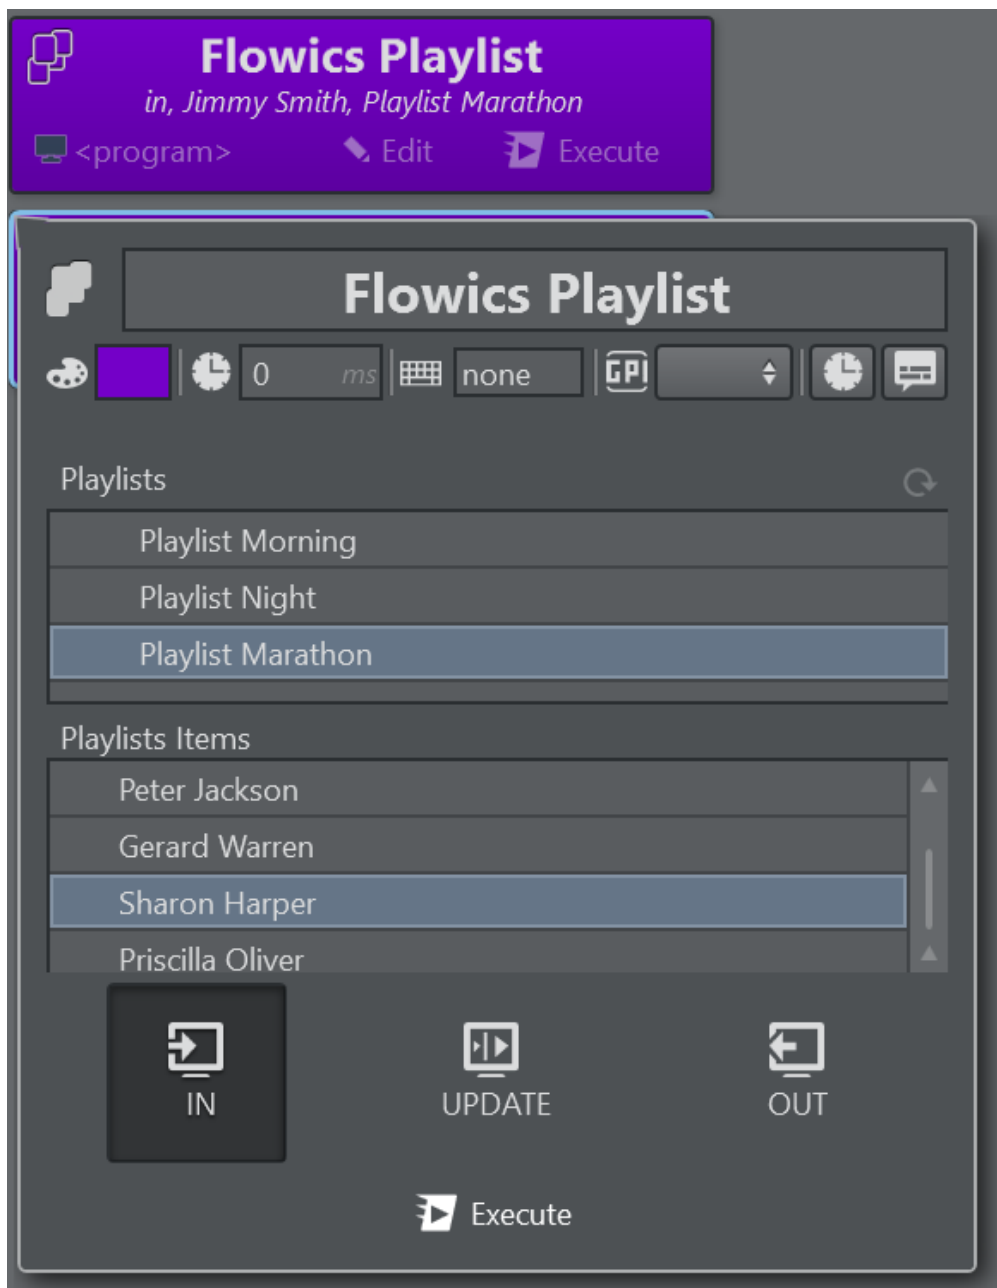 Flowics Playlist
in, Jimmy Smith, Playlist Marathon
<program> Edit Execute
Flowics Playlist
0 ms none GPI
Playlists
Playlist Morning
Playlist Night
Playlist Marathon
Playlists Items
Peter Jackson
Gerard Warren
Sharon Harper
Priscilla Oliver
IN UPDATE OUT
Execute